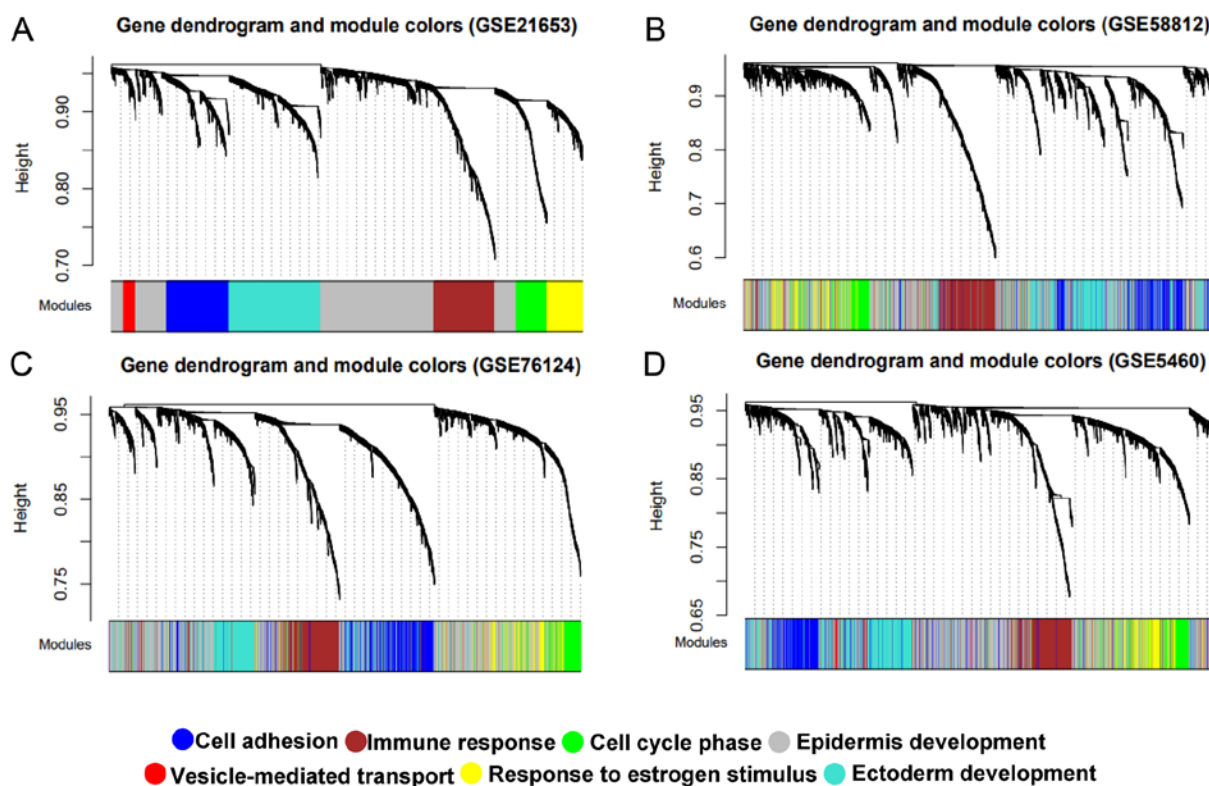 A
Gene dendrogram and module colors (GSE21653)
Height
0.90
0.80
0.70
Modules
B
Gene dendrogram and module colors (GSE58812)
Height
0.9
0.8
0.7
0.6
Modules
C
Gene dendrogram and module colors (GSE76124)
Height
0.95
0.85
0.75
Modules
D
Gene dendrogram and module colors (GSE5460)
Height
0.95
0.85
0.75
0.65
Modules
Cell adhesion Immune response Cell cycle phase Epidermis development
Vesicle-mediated transport Response to estrogen stimulus Ectoderm development